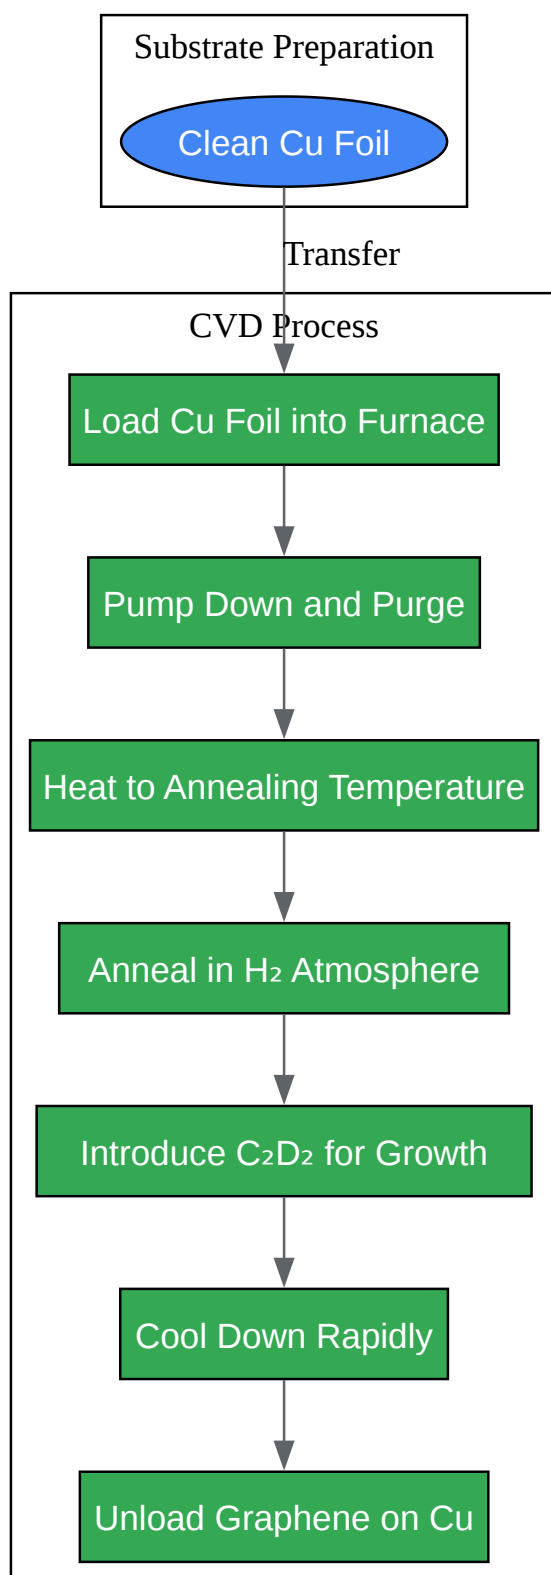 Substrate Preparation
Clean Cu Foil
Transfer
CVD Process
Load Cu Foil into Furnace
Pump Down and Purge
Heat to Annealing Temperature
Anneal in H₂ Atmosphere
Introduce C₂D₂ for Growth
Cool Down Rapidly
Unload Graphene on Cu